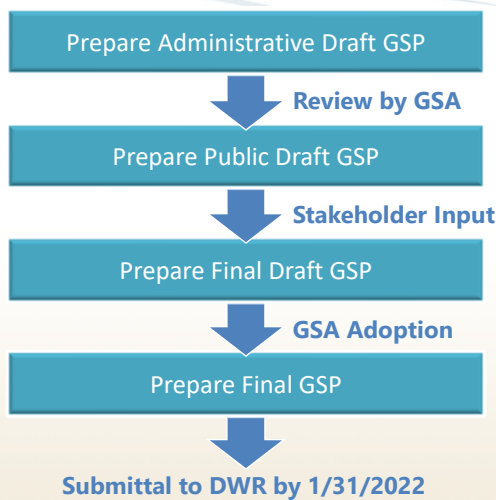 Prepare Administrative Draft GSP
Review by GSA
Prepare Public Draft GSP
Stakeholder Input
Prepare Final Draft GSP
GSA Adoption
Prepare Final GSP
Submittal to DWR by 1/31/2022